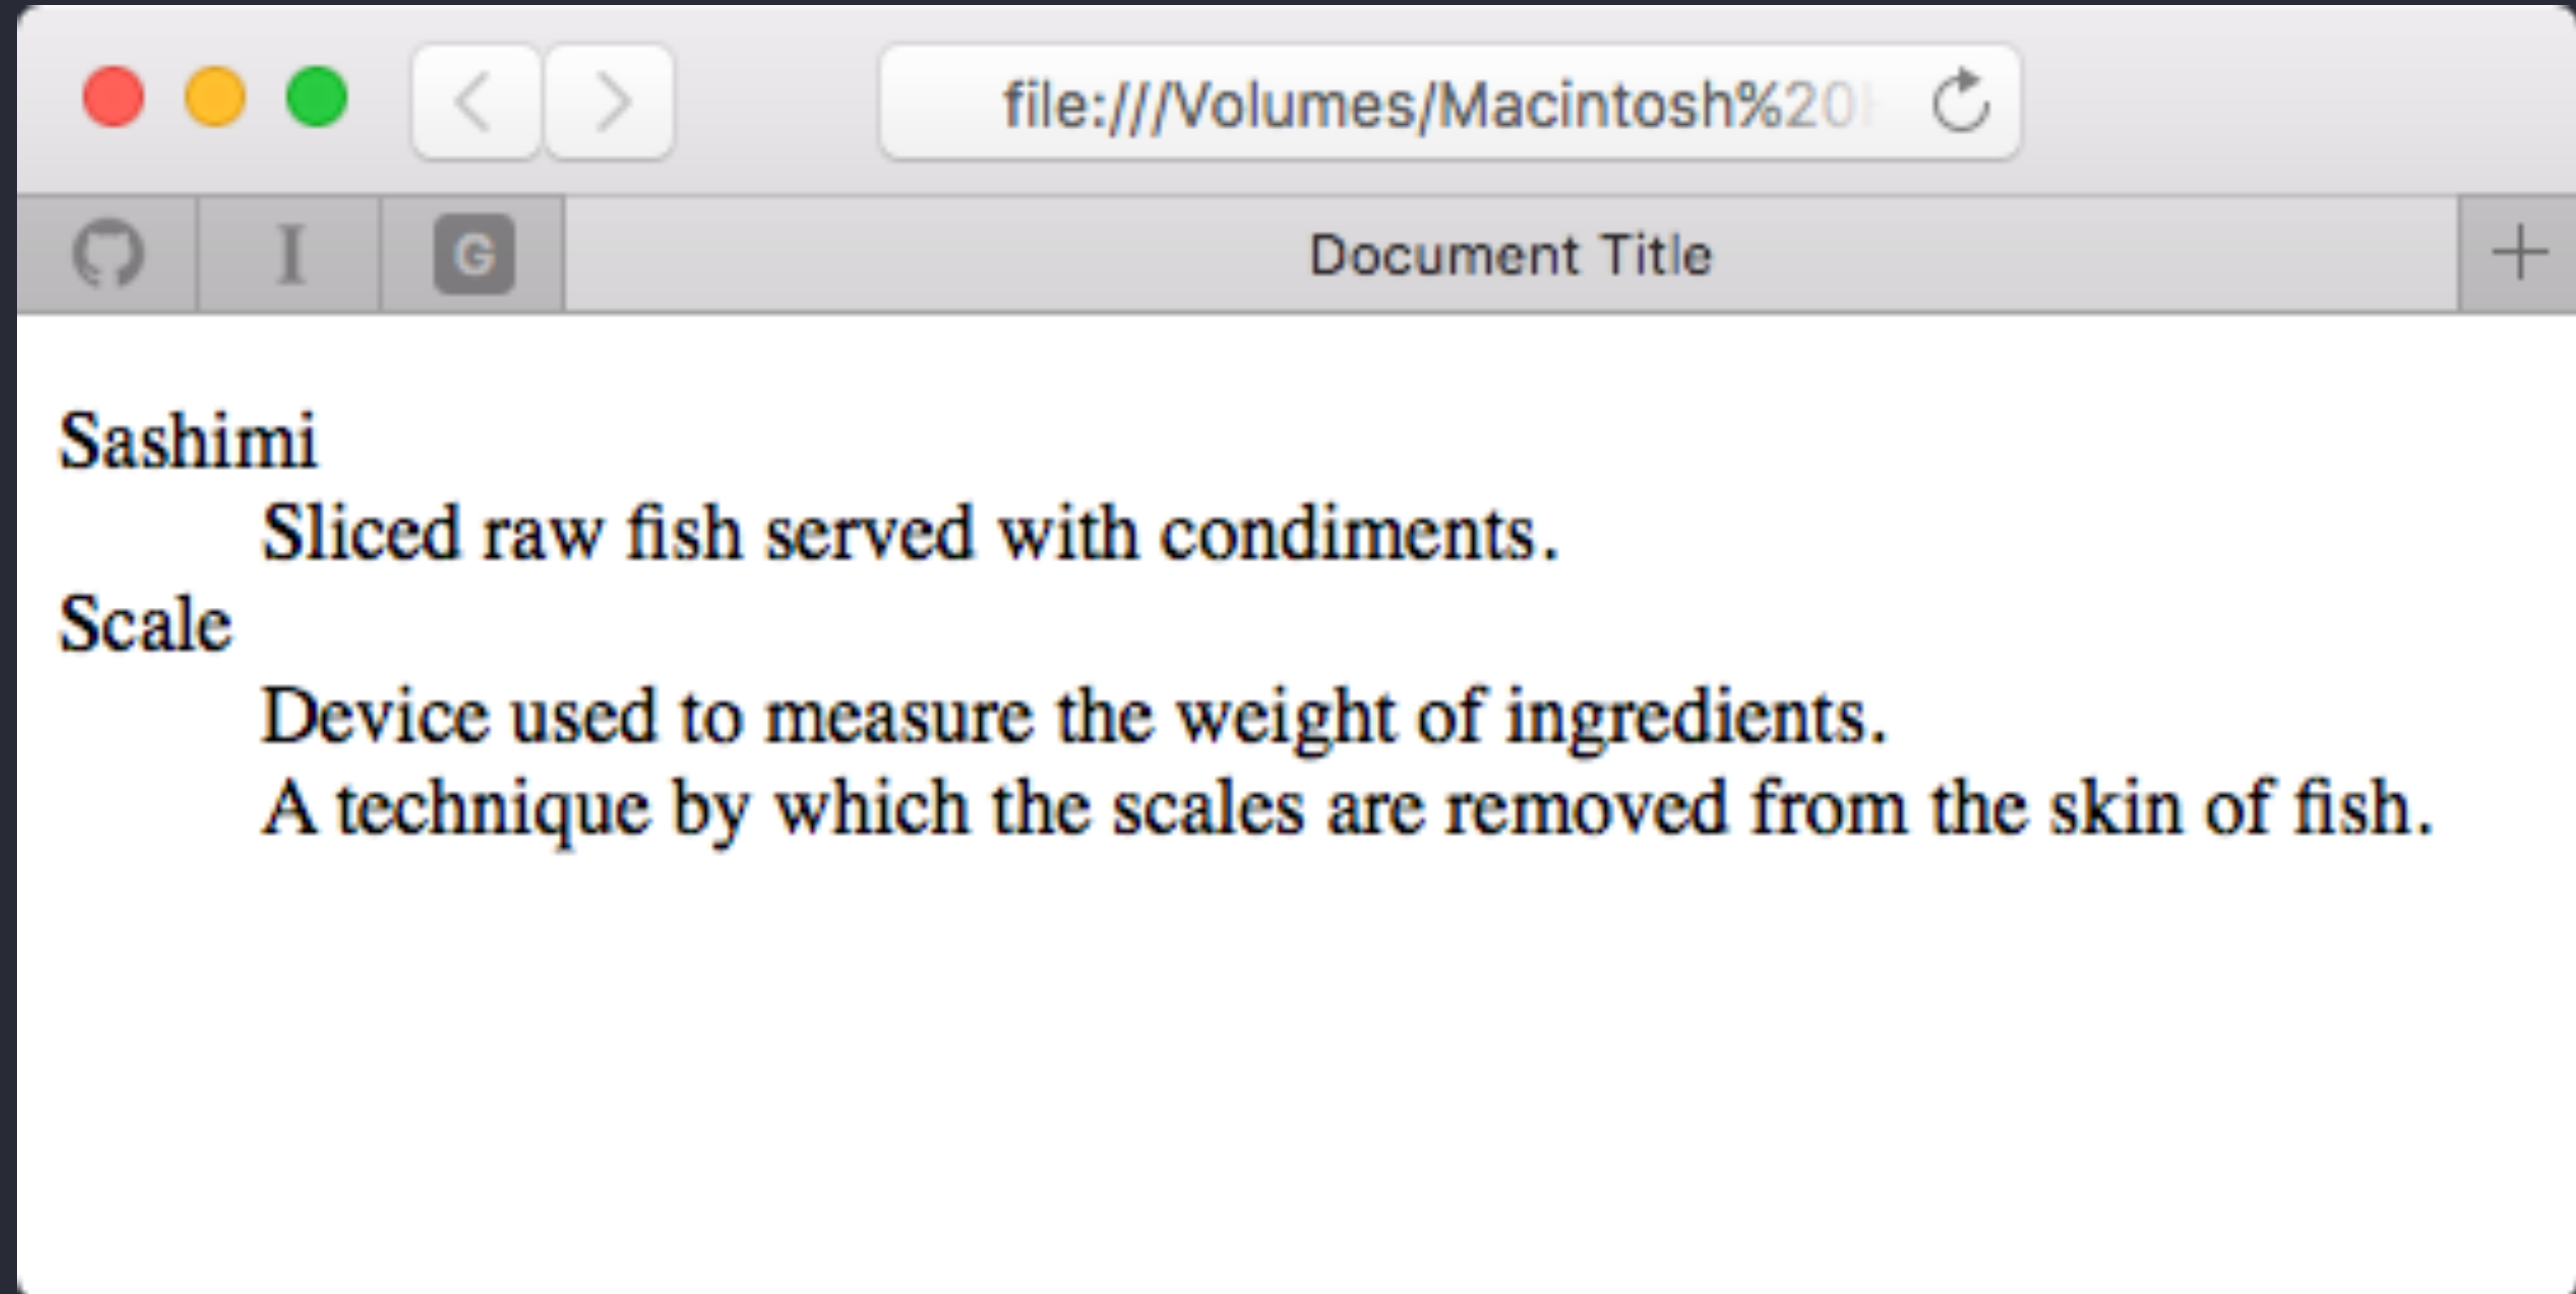 file:///Volumes/Macintosh%20
I
G
Document Title
Sashimi
Sliced raw fish served with condiments.
Scale
Device used to measure the weight of ingredients.
A technique by which the scales are removed from the skin of fish.